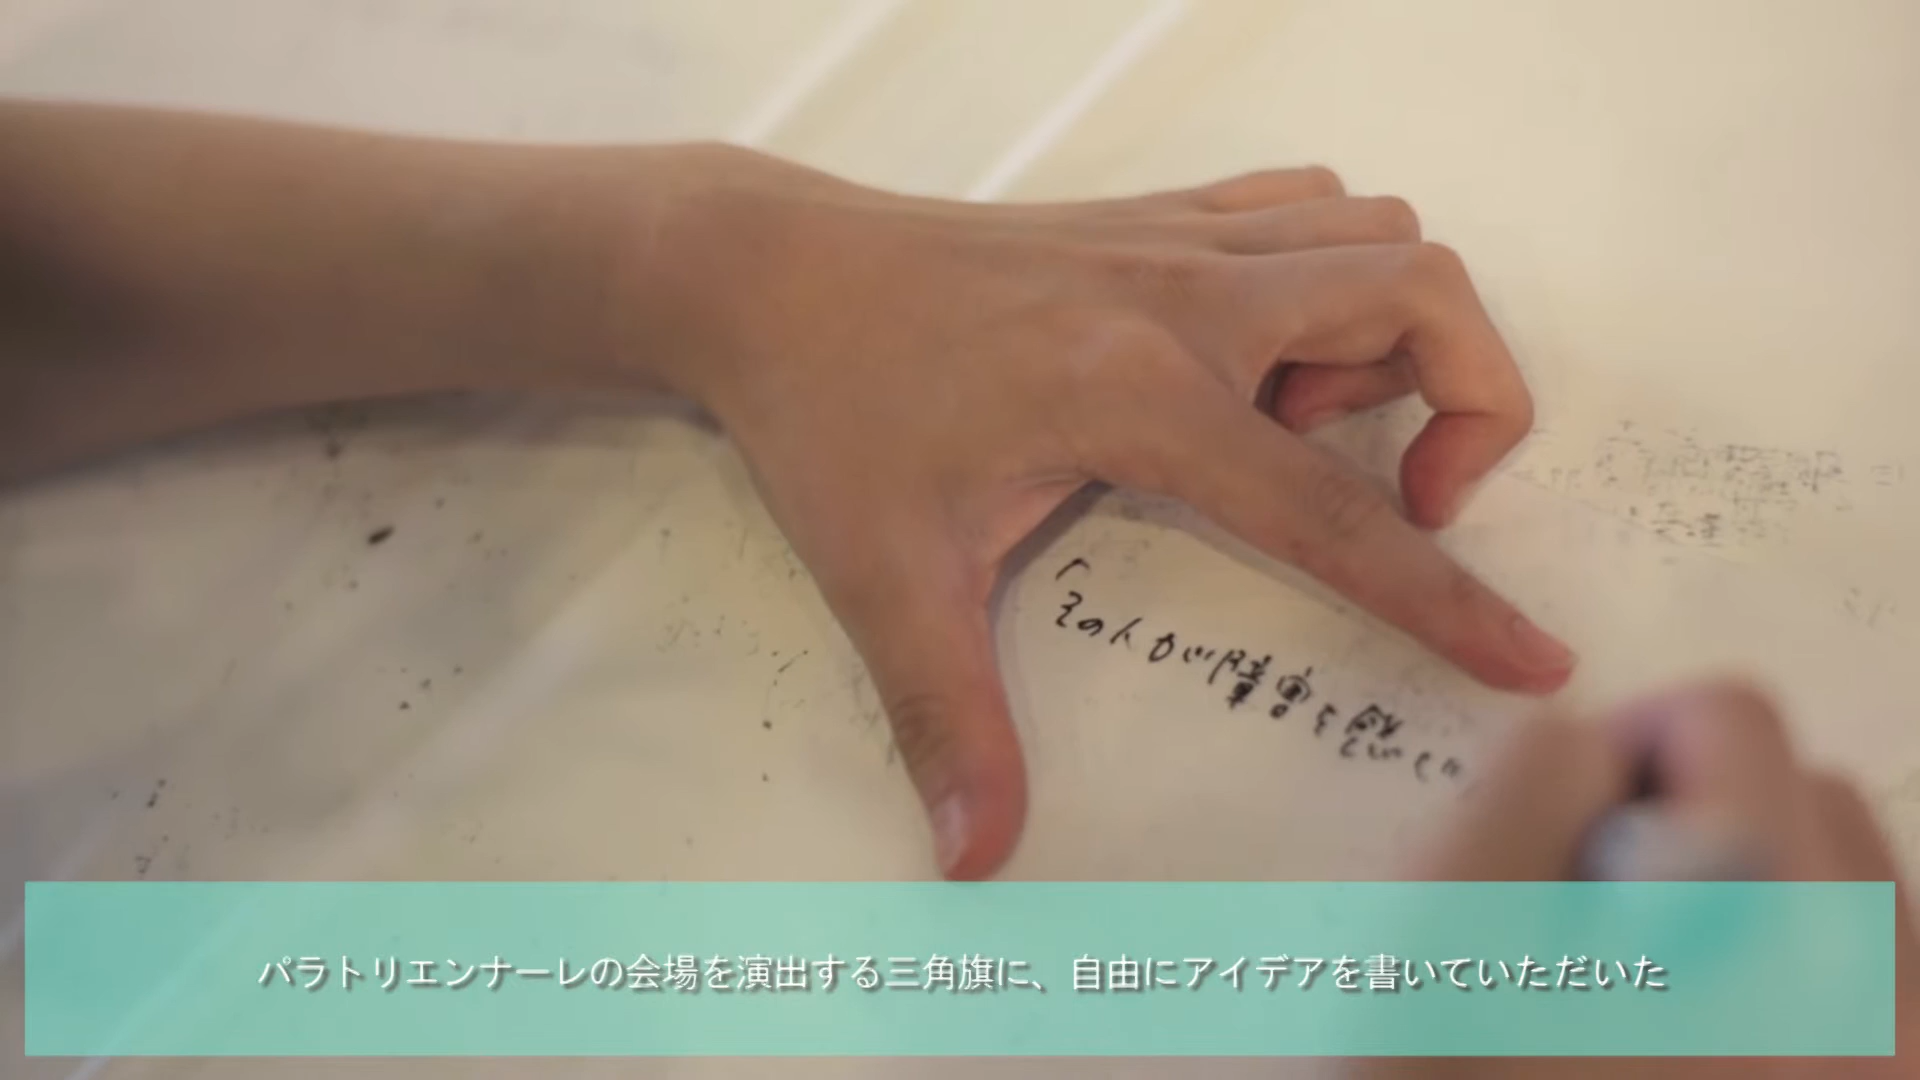 「その人が障害を
パラトリエンナーレの会場を演出する三角旗に、自由にアイデアを書いていただいた